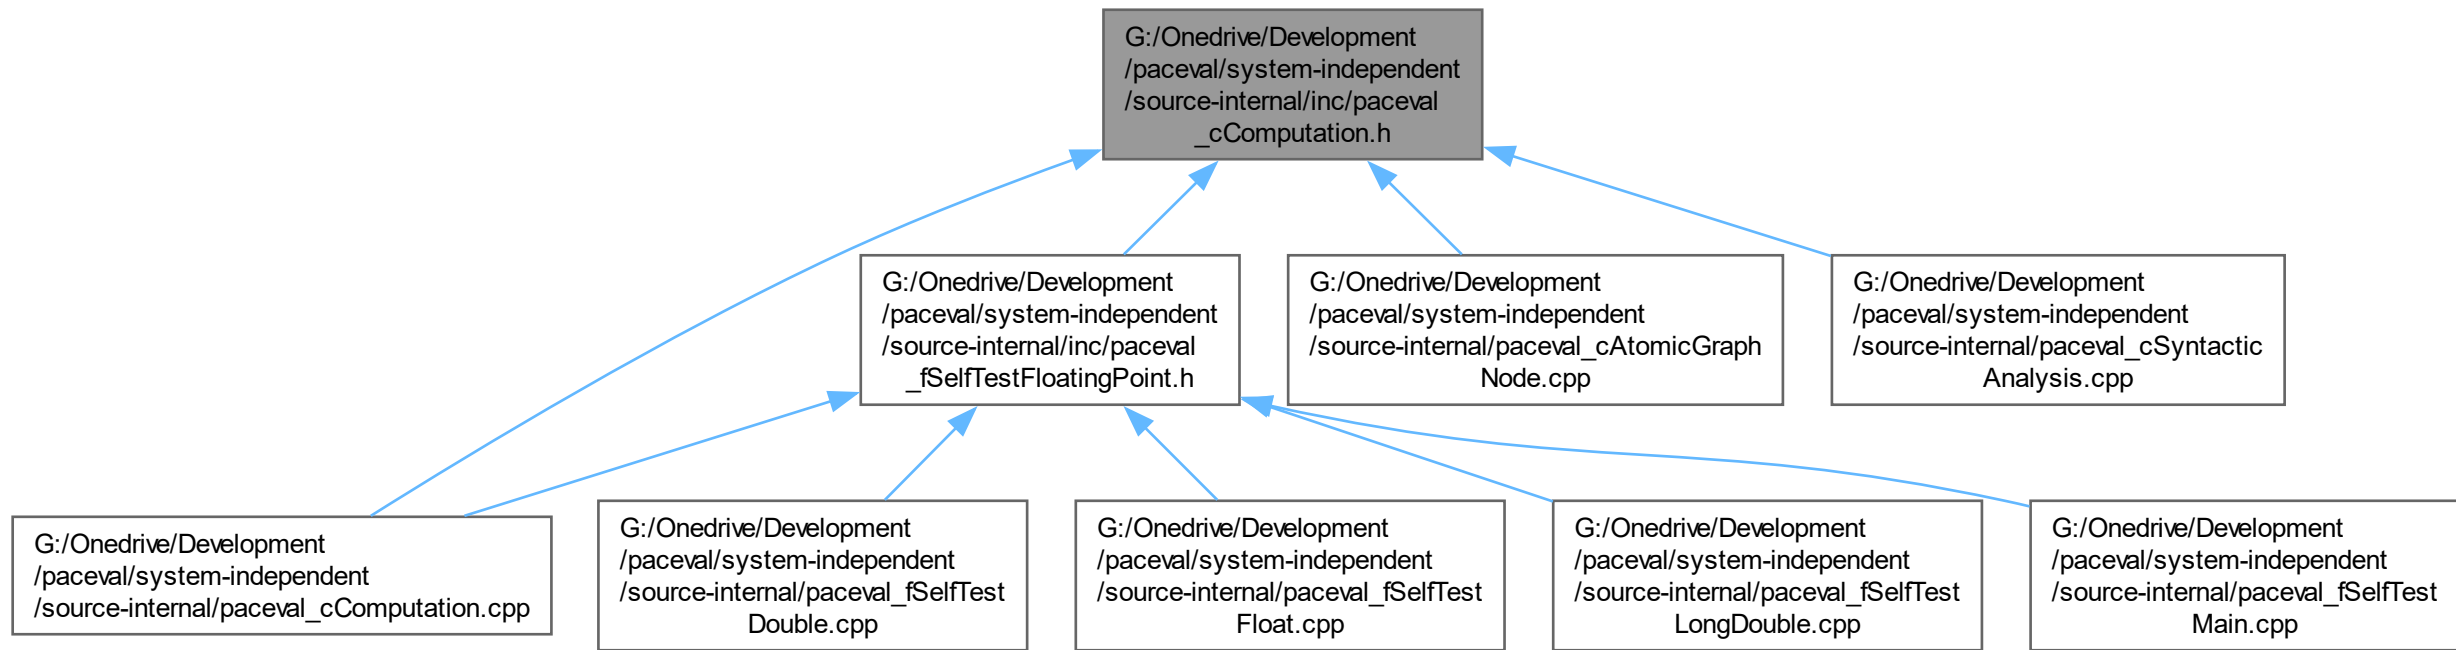 G:/Onedrive/Development
/paceval/system-independent
/source-internal/inc/paceval
_cComputation.h
G:/Onedrive/Development
/paceval/system-independent
/source-internal/inc/paceval
_fSelfTestFloatingPoint.h
G:/Onedrive/Development
/paceval/system-independent
/source-internal/paceval_cAtomicGraph
Node.cpp
G:/Onedrive/Development
/paceval/system-independent
/source-internal/paceval_cSyntactic
Analysis.cpp
G:/Onedrive/Development
/paceval/system-independent
/source-internal/paceval_cComputation.cpp
G:/Onedrive/Development
/paceval/system-independent
/source-internal/paceval_fSelfTest
Double.cpp
G:/Onedrive/Development
/paceval/system-independent
/source-internal/paceval_fSelfTest
Float.cpp
G:/Onedrive/Development
/paceval/system-independent
/source-internal/paceval_fSelfTest
LongDouble.cpp
G:/Onedrive/Development
/paceval/system-independent
/source-internal/paceval_fSelfTest
Main.cpp